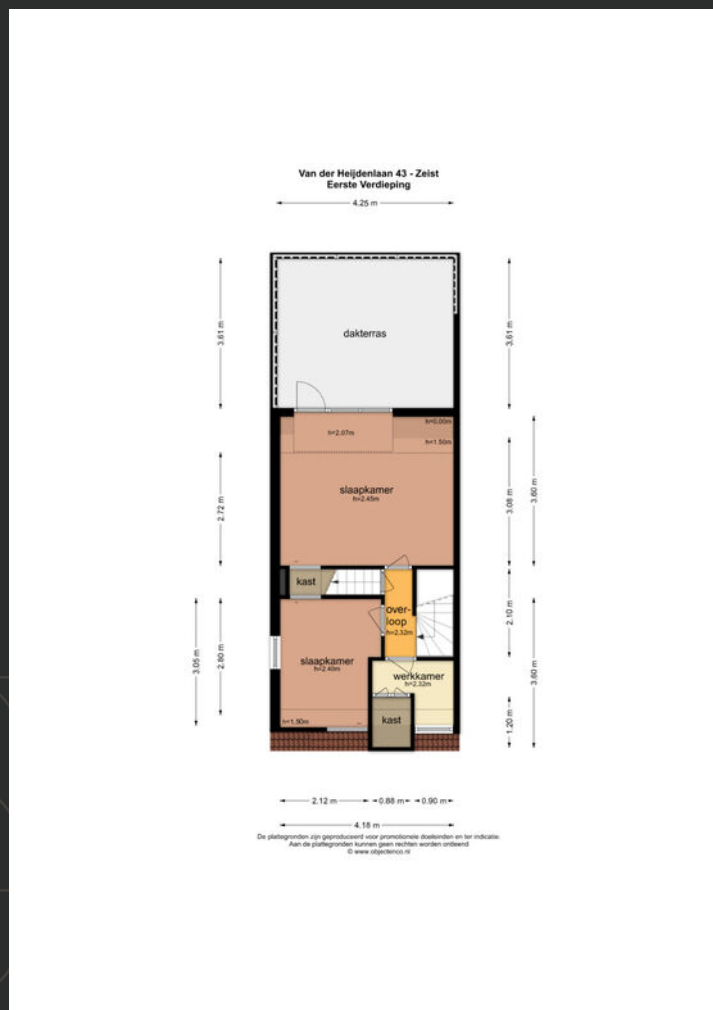 Van der Heijdenlaan 43 - Zeist
Eerste Verdieping
4.25 m
3.61 m
3.61 m
dakterras
h=2.07m
h=0.00m
h=1.50m
slaapkamer
h=2.45m
2.72 m
3.08 m
3.60 m
kast
over-
loop
h=2.32m
2.10 m
3.05 m
2.80 m
slaapkamer
h=2.40m
werkkamer
h=2.32m
3.60 m
h=1.50m
kast
1.20 m
2.12 m
0.88 m
0.90 m
4.18 m
De plattegronden zijn geproduceerd voor promotionele doeleinden en ter indicatie.
Aan de plattegronden kunnen geen rechten worden ontleend
© www.objectenco.nl